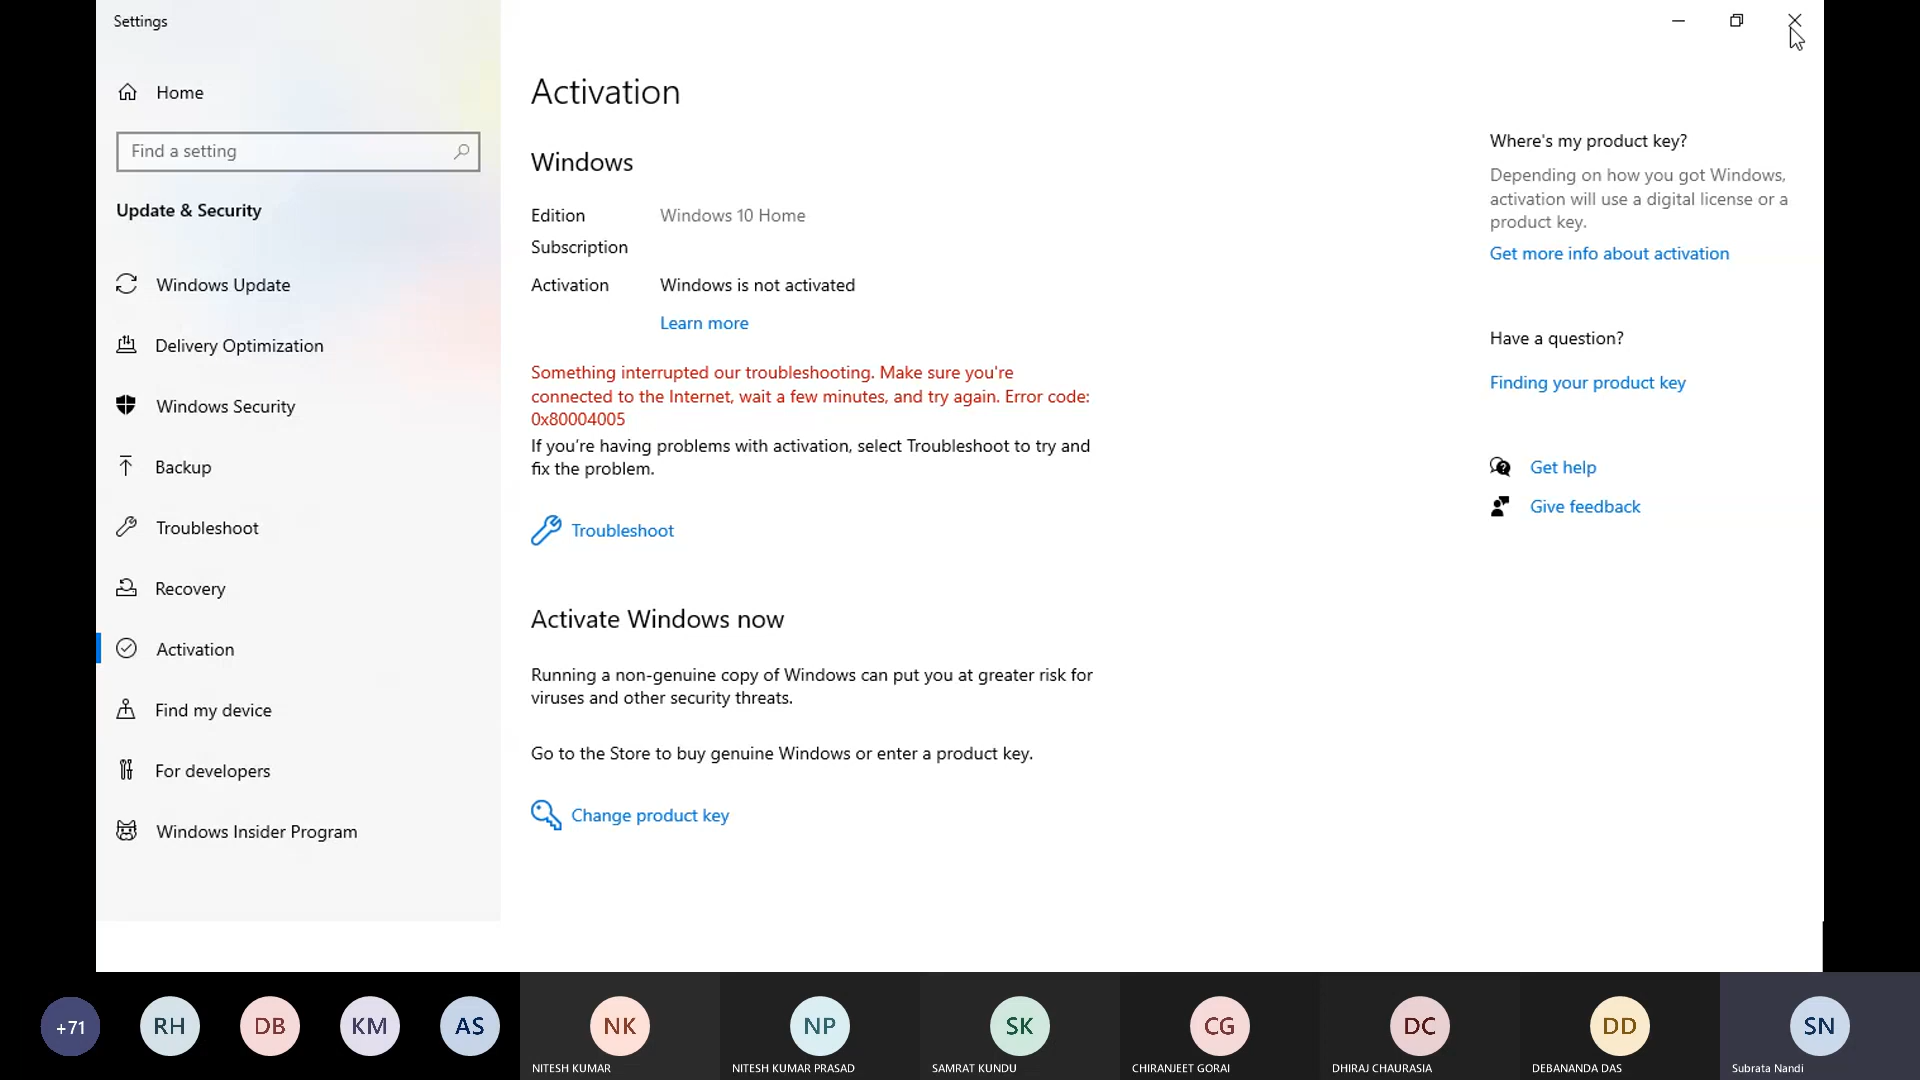 Settings
Home
Find a setting
Update & Security
Windows Update
Delivery Optimization
Windows Security
Backup
Troubleshoot
Recovery
Activation
Find my device
For developers
Windows Insider Program
Activation
Windows
Edition Windows 10 Home
Subscription
Activation Windows is not activated
Learn more
Something interrupted our troubleshooting. Make sure you're
connected to the Internet, wait a few minutes, and try again. Error code:
0x80004005
If you're having problems with activation, select Troubleshoot to try and
fix the problem.
Troubleshoot
Activate Windows now
Running a non-genuine copy of Windows can put you at greater risk for
viruses and other security threats.
Go to the Store to buy genuine Windows or enter a product key.
Change product key
Where's my product key?
Depending on how you got Windows,
activation will use a digital license or a
product key.
Get more info about activation
Have a question?
Finding your product key
Get help
Give feedback
+71 RH DB KM AS NK NP SK CG DC DD SN
NITESH KUMAR NITESH KUMAR PRASAD SAMRAT KUNDU CHIRANJEET GORAI DHIRAJ CHAURASIA DEBANANDA DAS Subrata Nandi